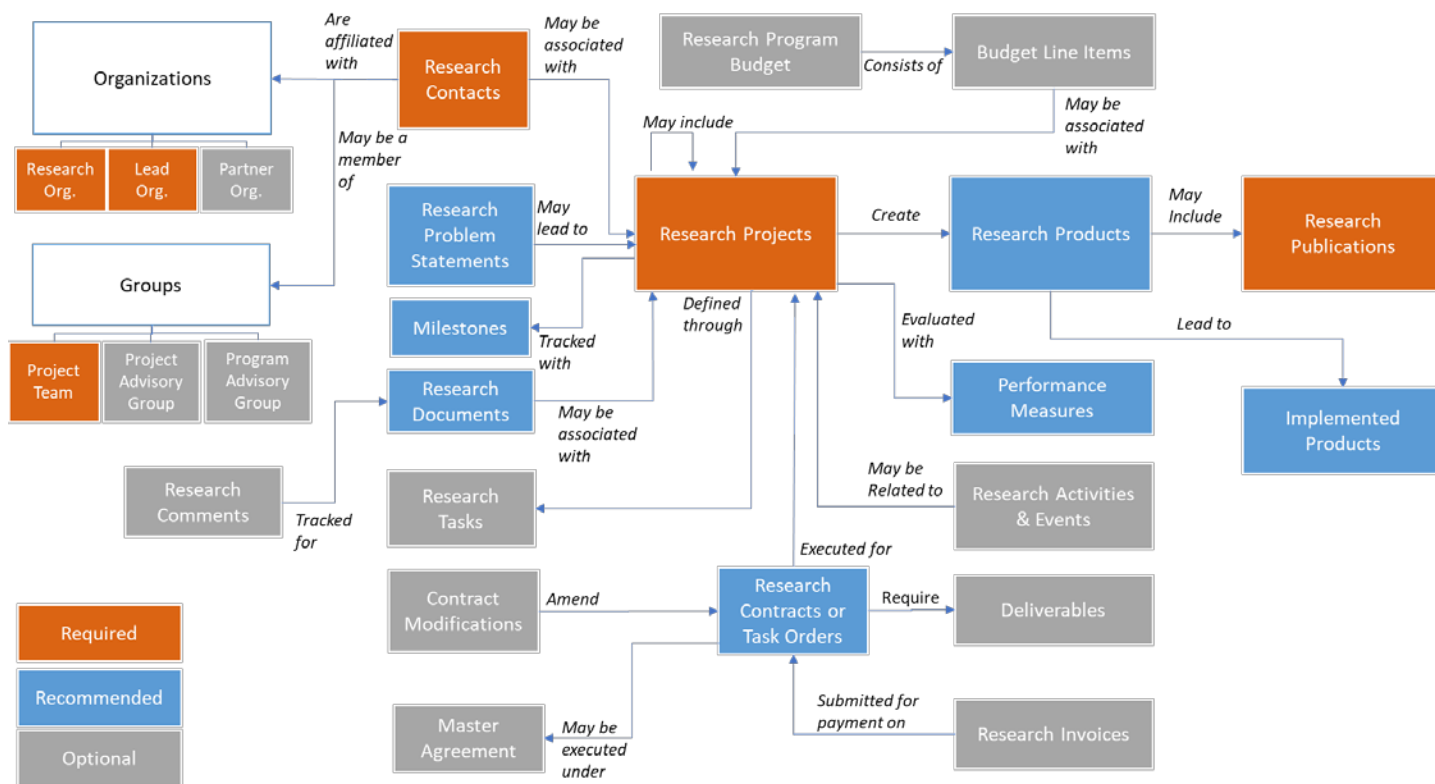 Are
affiliated
with
May be
associated
with
Organizations
Research
Contacts
Research Program
Budget
Consists of
Budget Line Items
May include
May be
associated
with
Research
Org.
Lead
Org.
Partner
Org.
May be a
member
of
Research
Problem
Statements
May
lead to
Research Projects
Create
Research Products
May
Include
Research
Publications
Groups
Milestones
Tracked
with
Defined
through
Evaluated
with
Lead to
Project
Team
Project
Advisory
Group
Program
Advisory
Group
Research
Documents
May be
associated
with
Performance
Measures
Implemented
Products
Research
Comments
Tracked
for
Research
Tasks
May be
Related to
Research Activities
& Events
Executed for
Contract
Modifications
Amend
Research
Contracts or
Task Orders
Require
Deliverables
Required
Recommended
Optional
Master
Agreement
May be
executed
under
Submitted for
payment on
Research Invoices